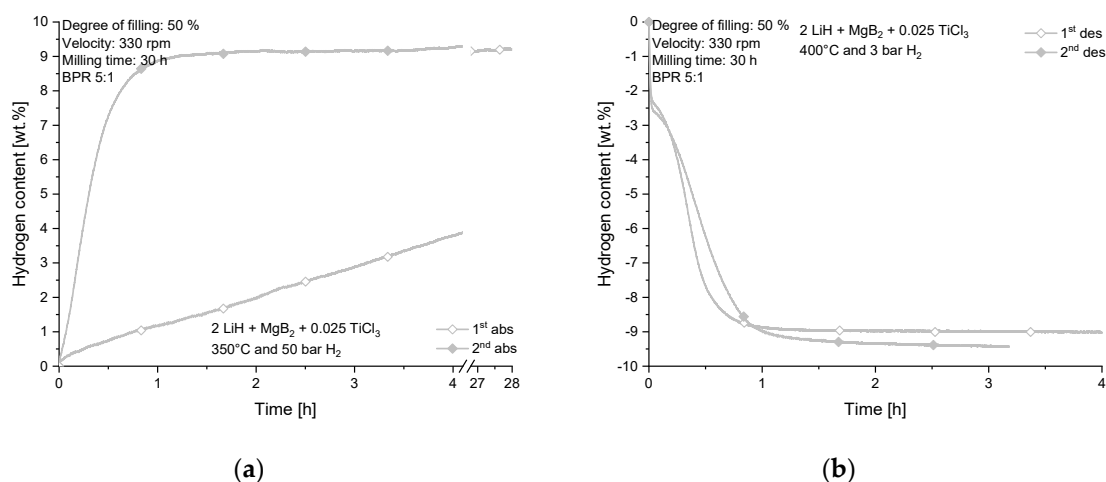 Degree of filling: 50 %
Velocity: 330 rpm
Milling time: 30 h
BPR 5:1
2 LiH + MgB₂ + 0.025 TiCl₃
350°C and 50 bar H₂
1ˢᵗ abs
2ⁿᵈ abs
Hydrogen content [wt.%]
10
9
8
7
6
5
4
3
2
1
0
0 1 2 3 4 27 28
Time [h]
(a)
Degree of filling: 50 %
Velocity: 330 rpm
Milling time: 30 h
BPR 5:1
2 LiH + MgB₂ + 0.025 TiCl₃
400°C and 3 bar H₂
1ˢᵗ des
2ⁿᵈ des
Hydrogen content [wt.%]
0
-1
-2
-3
-4
-5
-6
-7
-8
-9
-10
0 1 2 3 4
Time [h]
(b)